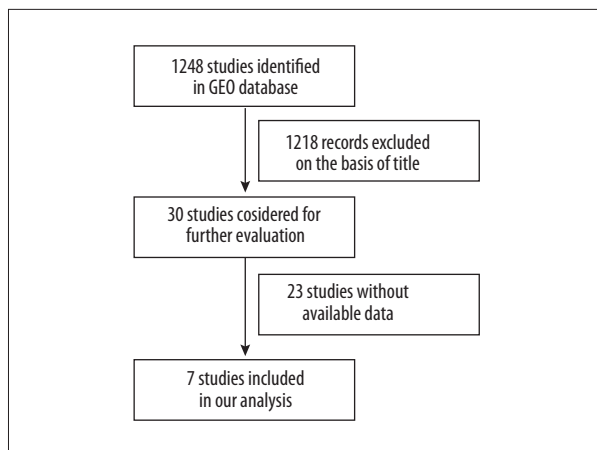 1248 studies identified
in GEO database
1218 records excluded
on the basis of title
30 studies cosidered for
further evaluation
23 studies without
available data
7 studies included
in our analysis